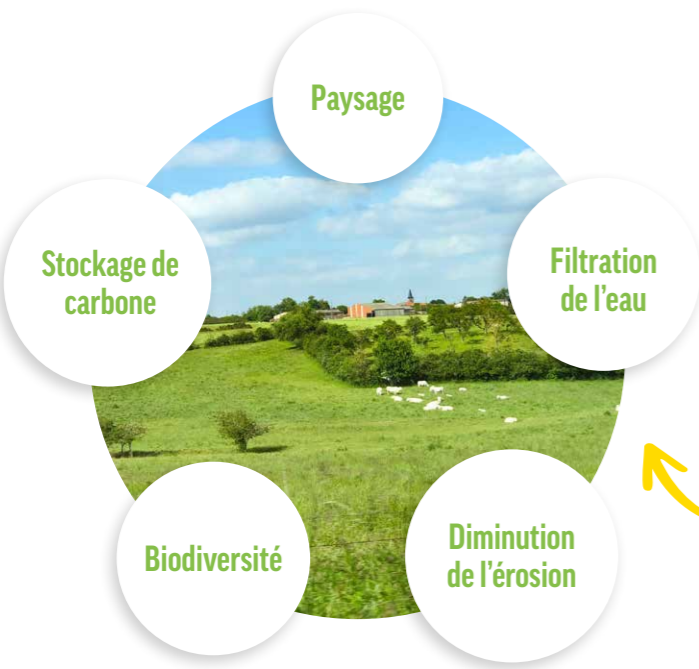 Paysage
Stockage de
carbone
Filtration
de l'eau
Biodiversité
Diminution
de l'érosion